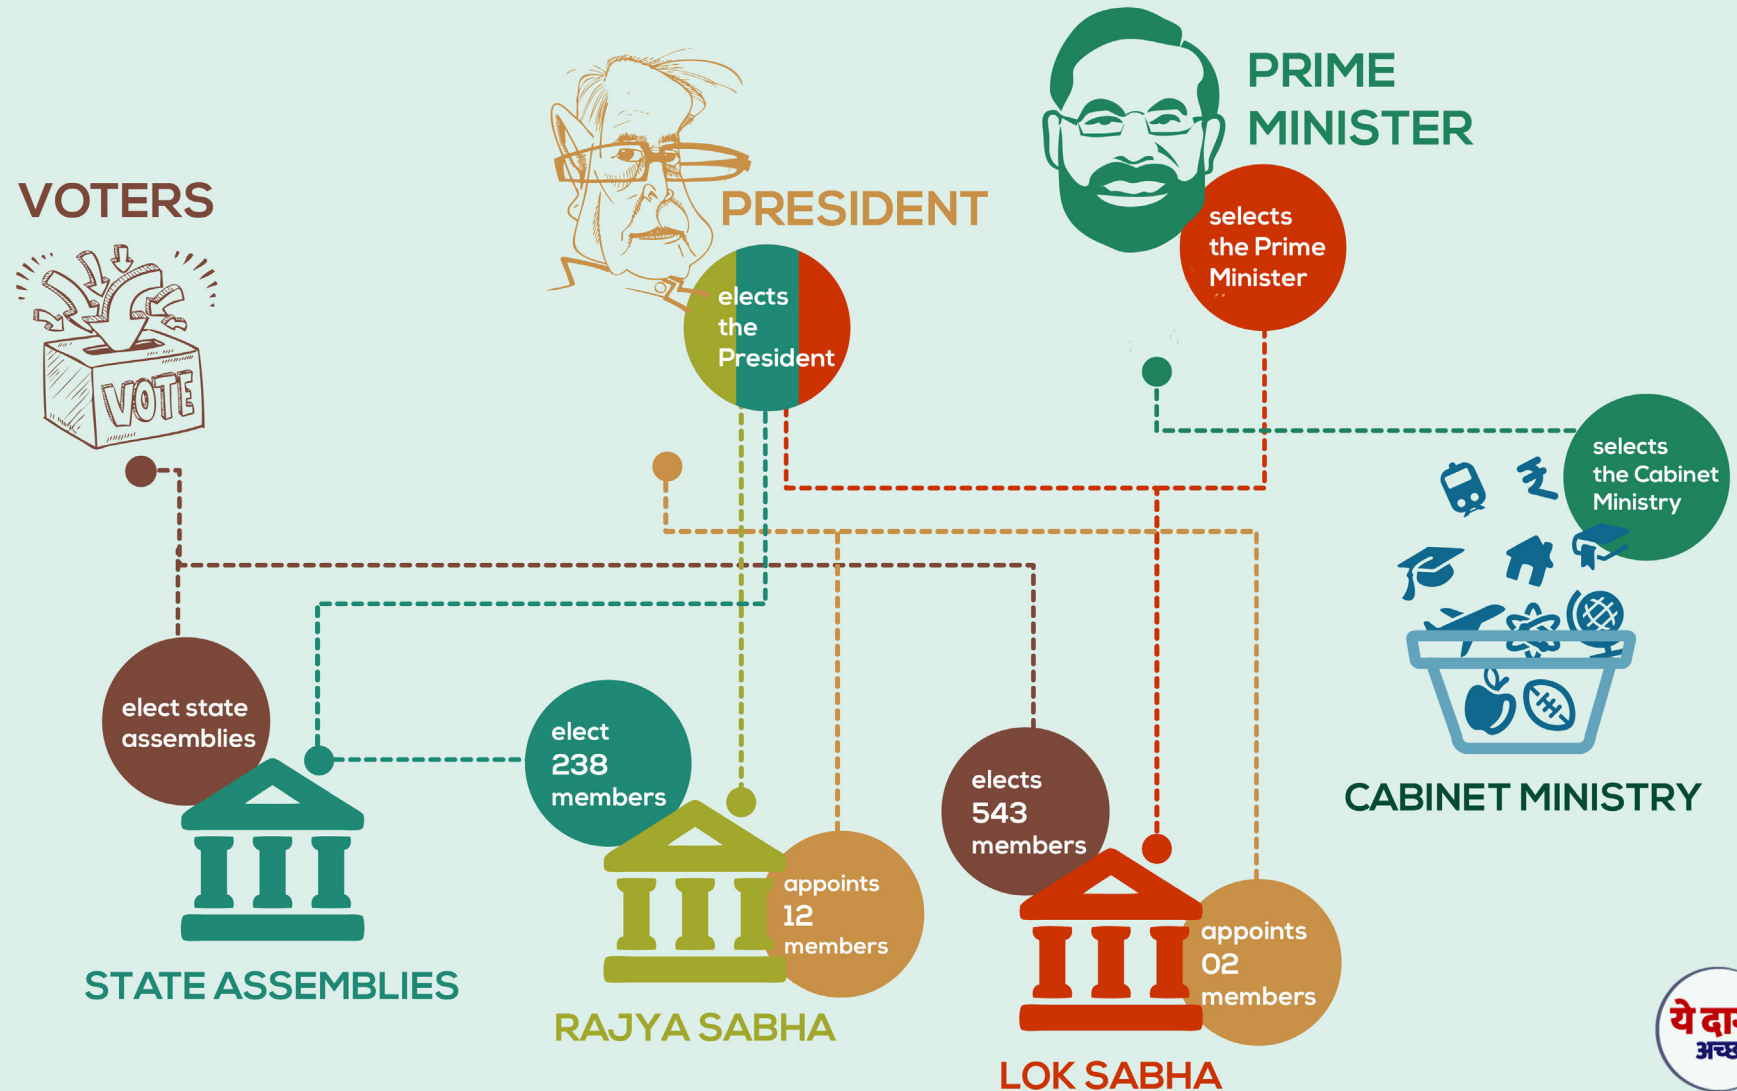 VOTERS
VOTE
PRESIDENT
elects
the
President
PRIME
MINISTER
selects
the Prime
Minister
selects
the Cabinet
Ministry
CABINET MINISTRY
elect state
assemblies
STATE ASSEMBLIES
elect
238
members
appoints
12
members
RAJYA SABHA
elects
543
members
appoints
02
members
LOK SABHA
ये